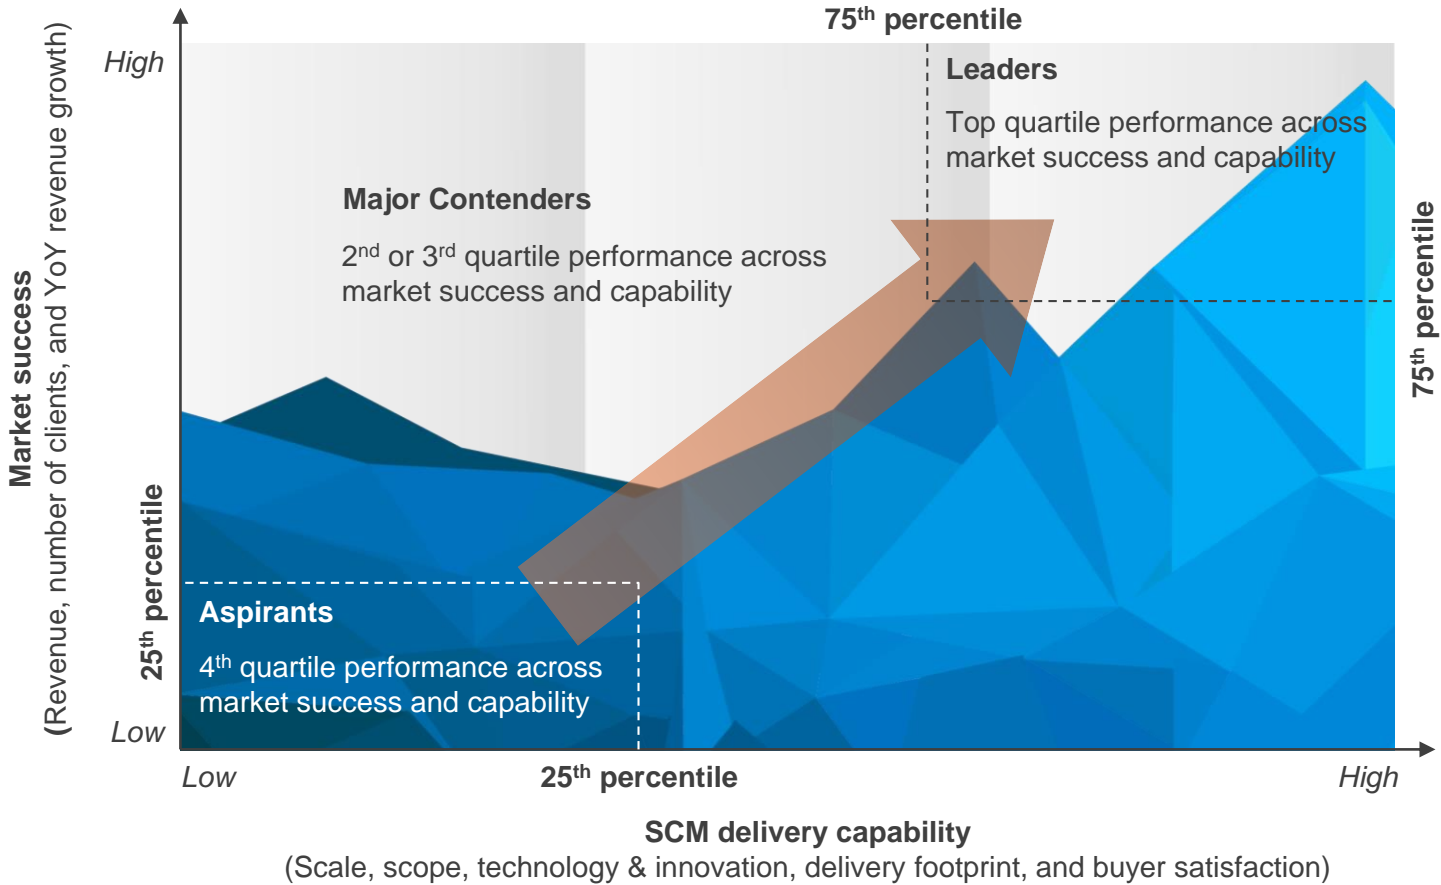 75th percentile
High
Leaders
Top quartile performance across
market success and capability
Major Contenders
2nd or 3rd quartile performance across
market success and capability
75th percentile
Market success
(Revenue, number of clients, and YoY revenue growth)
25th percentile
Aspirants
4th quartile performance across
market success and capability
Low
Low
25th percentile
High
SCM delivery capability
(Scale, scope, technology & innovation, delivery footprint, and buyer satisfaction)